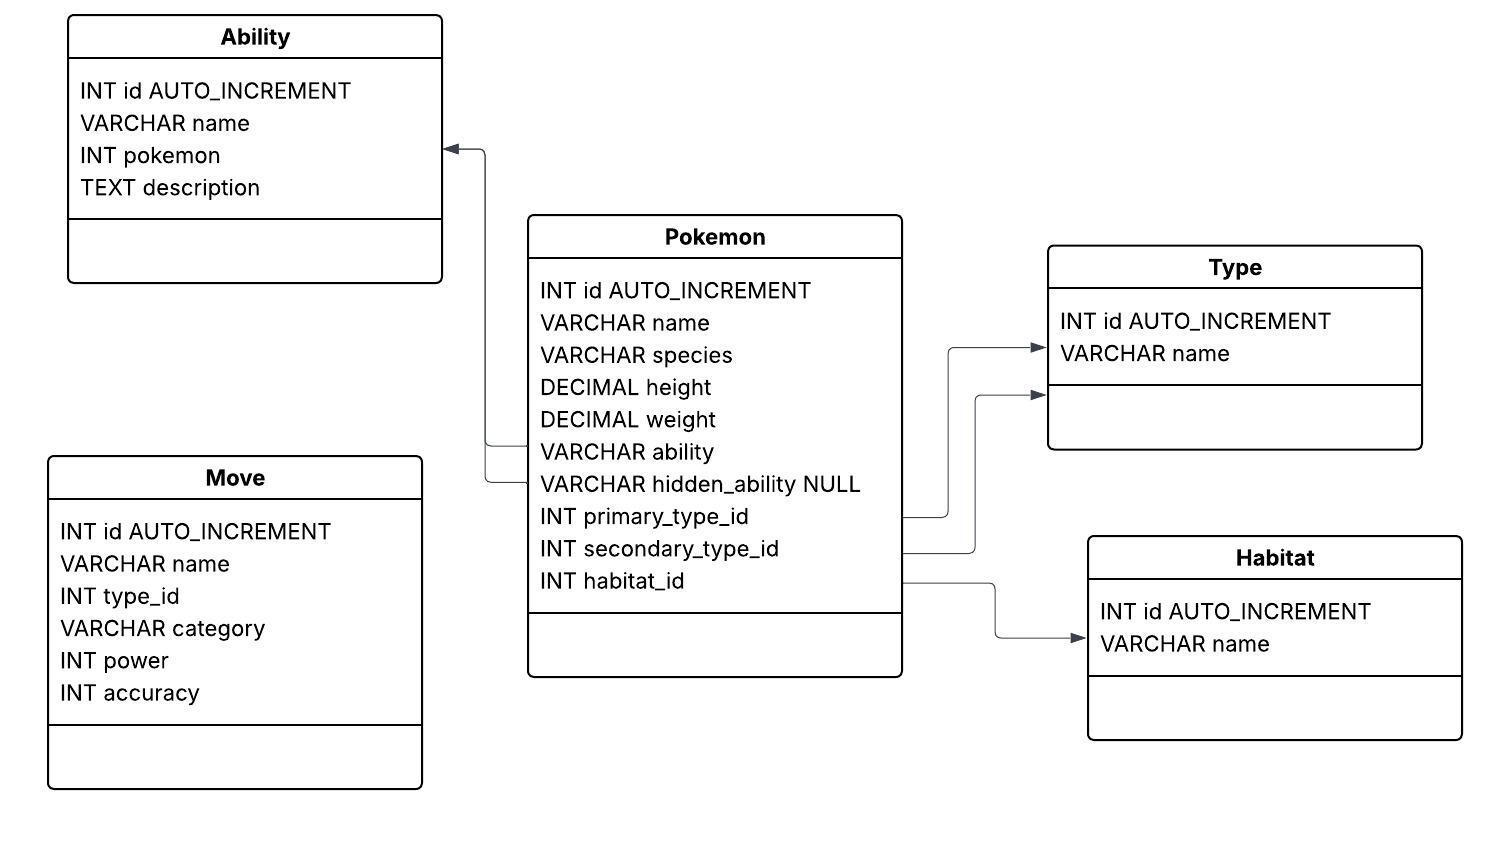 Ability
INT id AUTO_INCREMENT
VARCHAR name
INT pokemon
TEXT description
Pokemon
INT id AUTO_INCREMENT
VARCHAR name
VARCHAR species
DECIMAL height
DECIMAL weight
VARCHAR ability
VARCHAR hidden_ability NULL
INT primary_type_id
INT secondary_type_id
INT habitat_id
Type
INT id AUTO_INCREMENT
VARCHAR name
Move
INT id AUTO_INCREMENT
VARCHAR name
INT type_id
VARCHAR category
INT power
INT accuracy
Habitat
INT id AUTO_INCREMENT
VARCHAR name